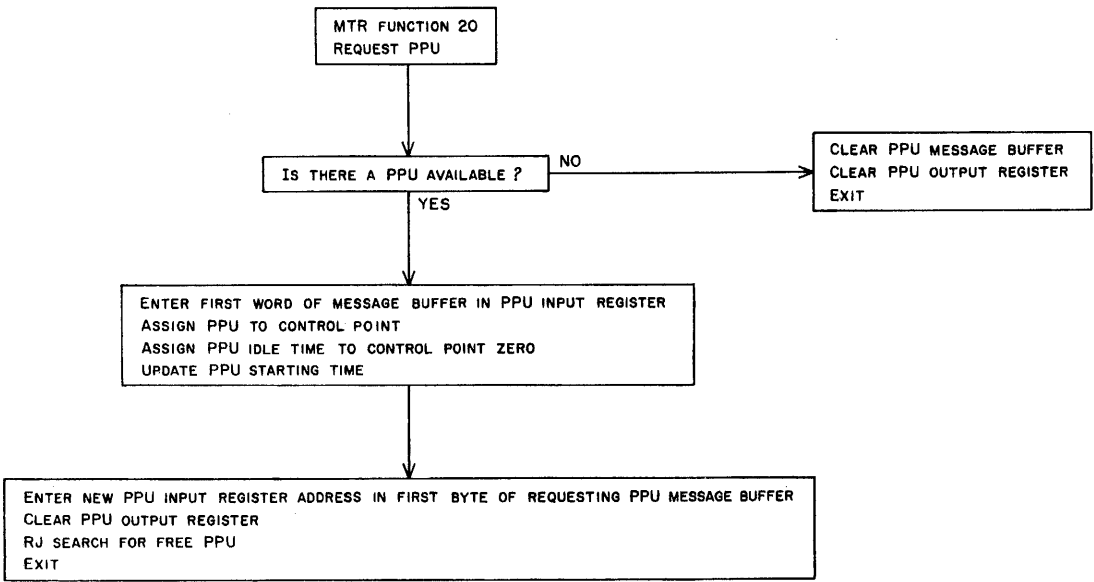 MTR FUNCTION 20
REQUEST PPU
IS THERE A PPU AVAILABLE?
NO
CLEAR PPU MESSAGE BUFFER
CLEAR PPU OUTPUT REGISTER
EXIT
YES
ENTER FIRST WORD OF MESSAGE BUFFER IN PPU INPUT REGISTER
ASSIGN PPU TO CONTROL POINT
ASSIGN PPU IDLE TIME TO CONTROL POINT ZERO
UPDATE PPU STARTING TIME
ENTER NEW PPU INPUT REGISTER ADDRESS IN FIRST BYTE OF REQUESTING PPU MESSAGE BUFFER
CLEAR PPU OUTPUT REGISTER
RJ SEARCH FOR FREE PPU
EXIT